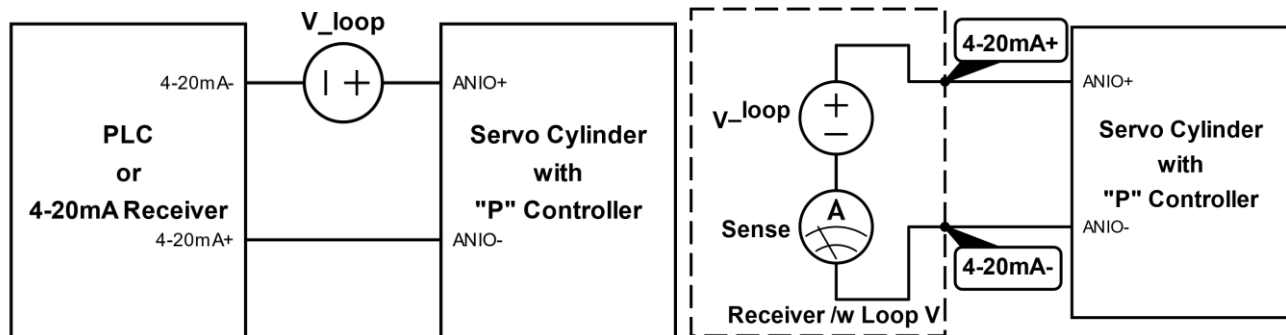 V_loop
4-20mA-
ANIO+
PLC
or
4-20mA Receiver
4-20mA+
Servo Cylinder
with
"P" Controller
ANIO-
4-20mA+
V_loop
A
Sense
4-20mA-
Receiver /w Loop V
ANIO+
Servo Cylinder
with
"P" Controller
ANIO-